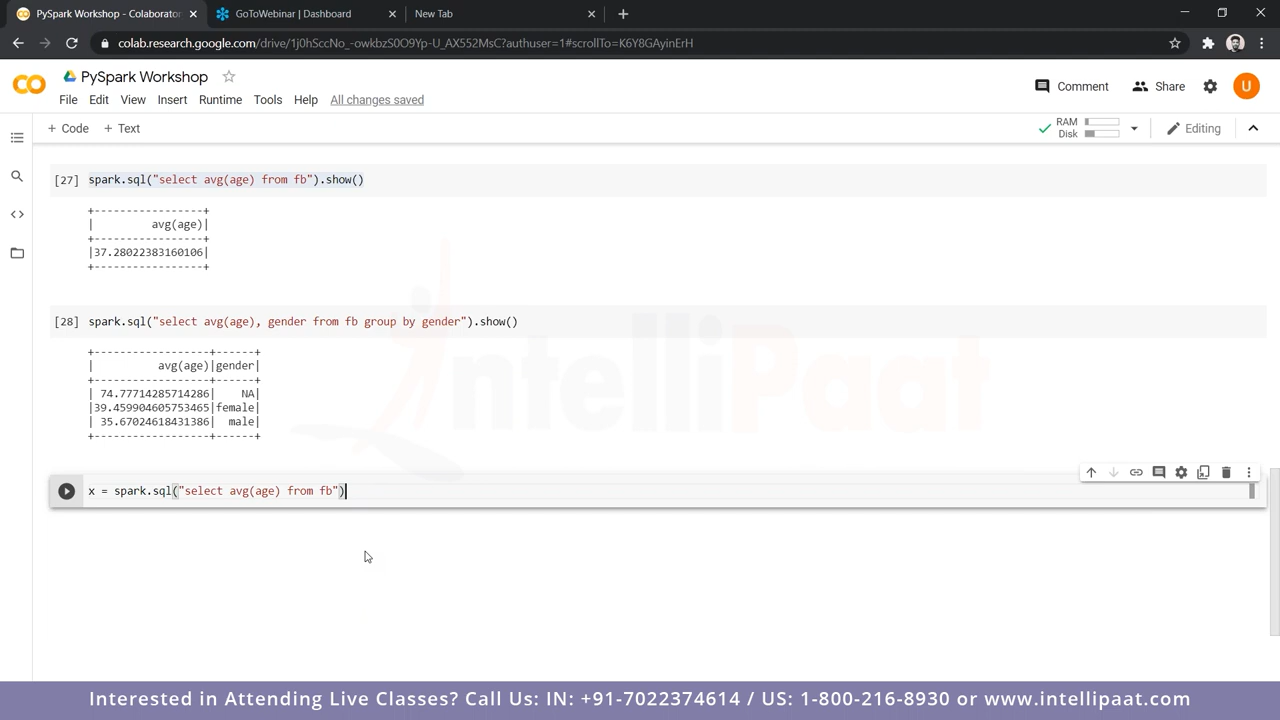 PySpark Workshop - Colaborator
GoToWebinar | Dashboard
New Tab
colab.research.google.com/drive/1j0hSccNo_-owkbzS0O9Yp-U_AX552MsC?authuser=1#scrollTo=K6Y8GAyinErH
PySpark Workshop
Comment
Share
U
File Edit View Insert Runtime Tools Help All changes saved
+ Code + Text
RAM
Disk
Editing
[27] spark.sql("select avg(age) from fb").show()
+----------------+
| avg(age)|
+----------------+
|37.28022383160106|
+----------------+
[28] spark.sql("select avg(age), gender from fb group by gender").show()
+-----------------+------+
| avg(age)|gender|
+-----------------+------+
| 74.77714285714286| NA|
|39.459904605753465|female|
| 35.67024618431386| male|
+-----------------+------+
x = spark.sql("select avg(age) from fb")
intelliPaat
Interested in Attending Live Classes? Call Us: IN: +91-7022374614 / US: 1-800-216-8930 or www.intellipaat.com